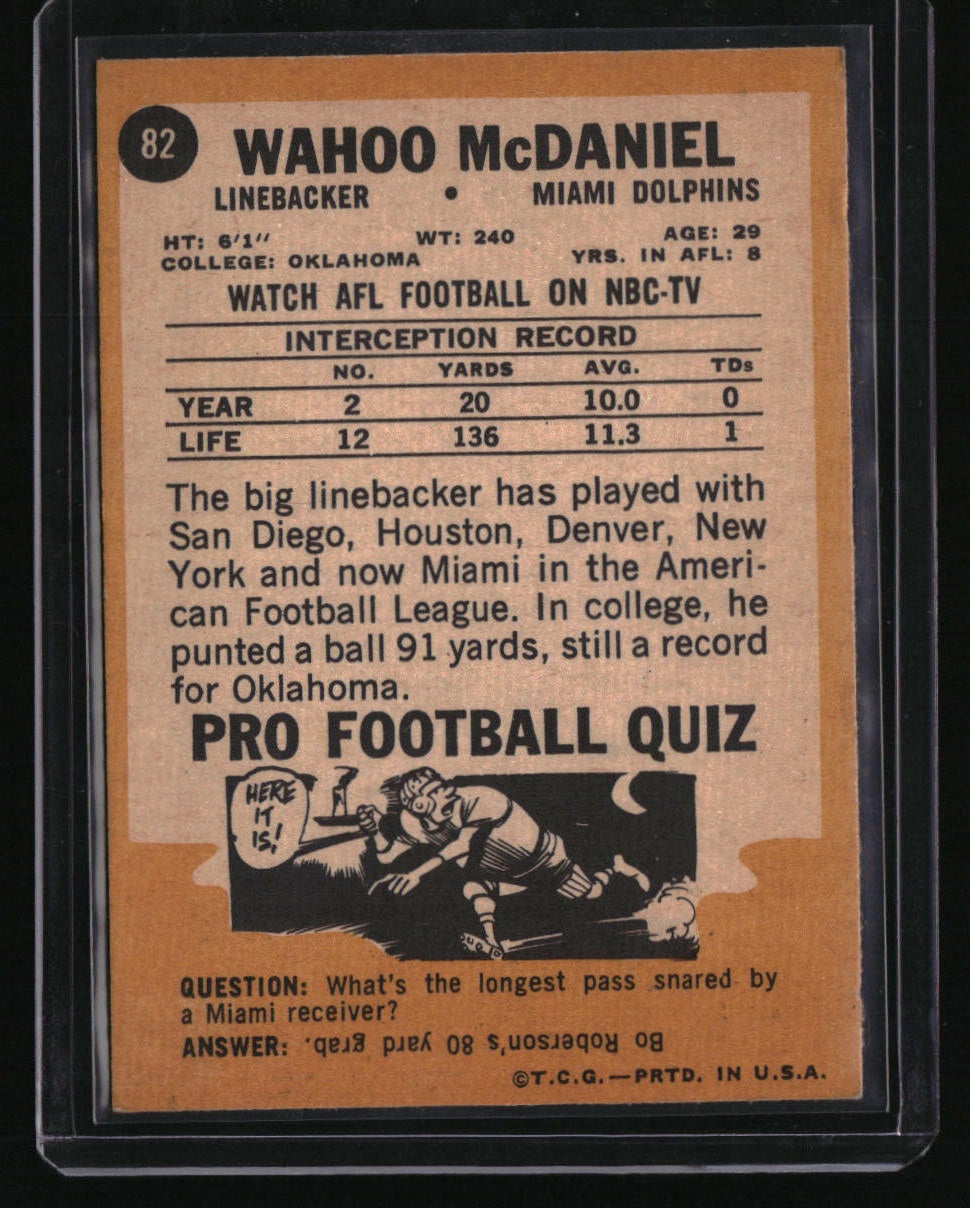 82
WAHOO McDANIEL
LINEBACKER • MIAMI DOLPHINS
HT: 6'1" WT: 240 AGE: 29
COLLEGE: OKLAHOMA YRS. IN AFL: 8
WATCH AFL FOOTBALL ON NBC-TV
INTERCEPTION RECORD
NO. YARDS AVG. TDs
YEAR 2 20 10.0 0
LIFE 12 136 11.3 1
The big linebacker has played with
San Diego, Houston, Denver, New
York and now Miami in the Ameri-
can Football League. In college, he
punted a ball 91 yards, still a record
for Oklahoma.
PRO FOOTBALL QUIZ
HERE
IT
IS!
QUESTION: What's the longest pass snared by
a Miami receiver?
ANSWER: Bo Roberson's 80 yard grab.
©T.C.G.—PRTD. IN U.S.A.